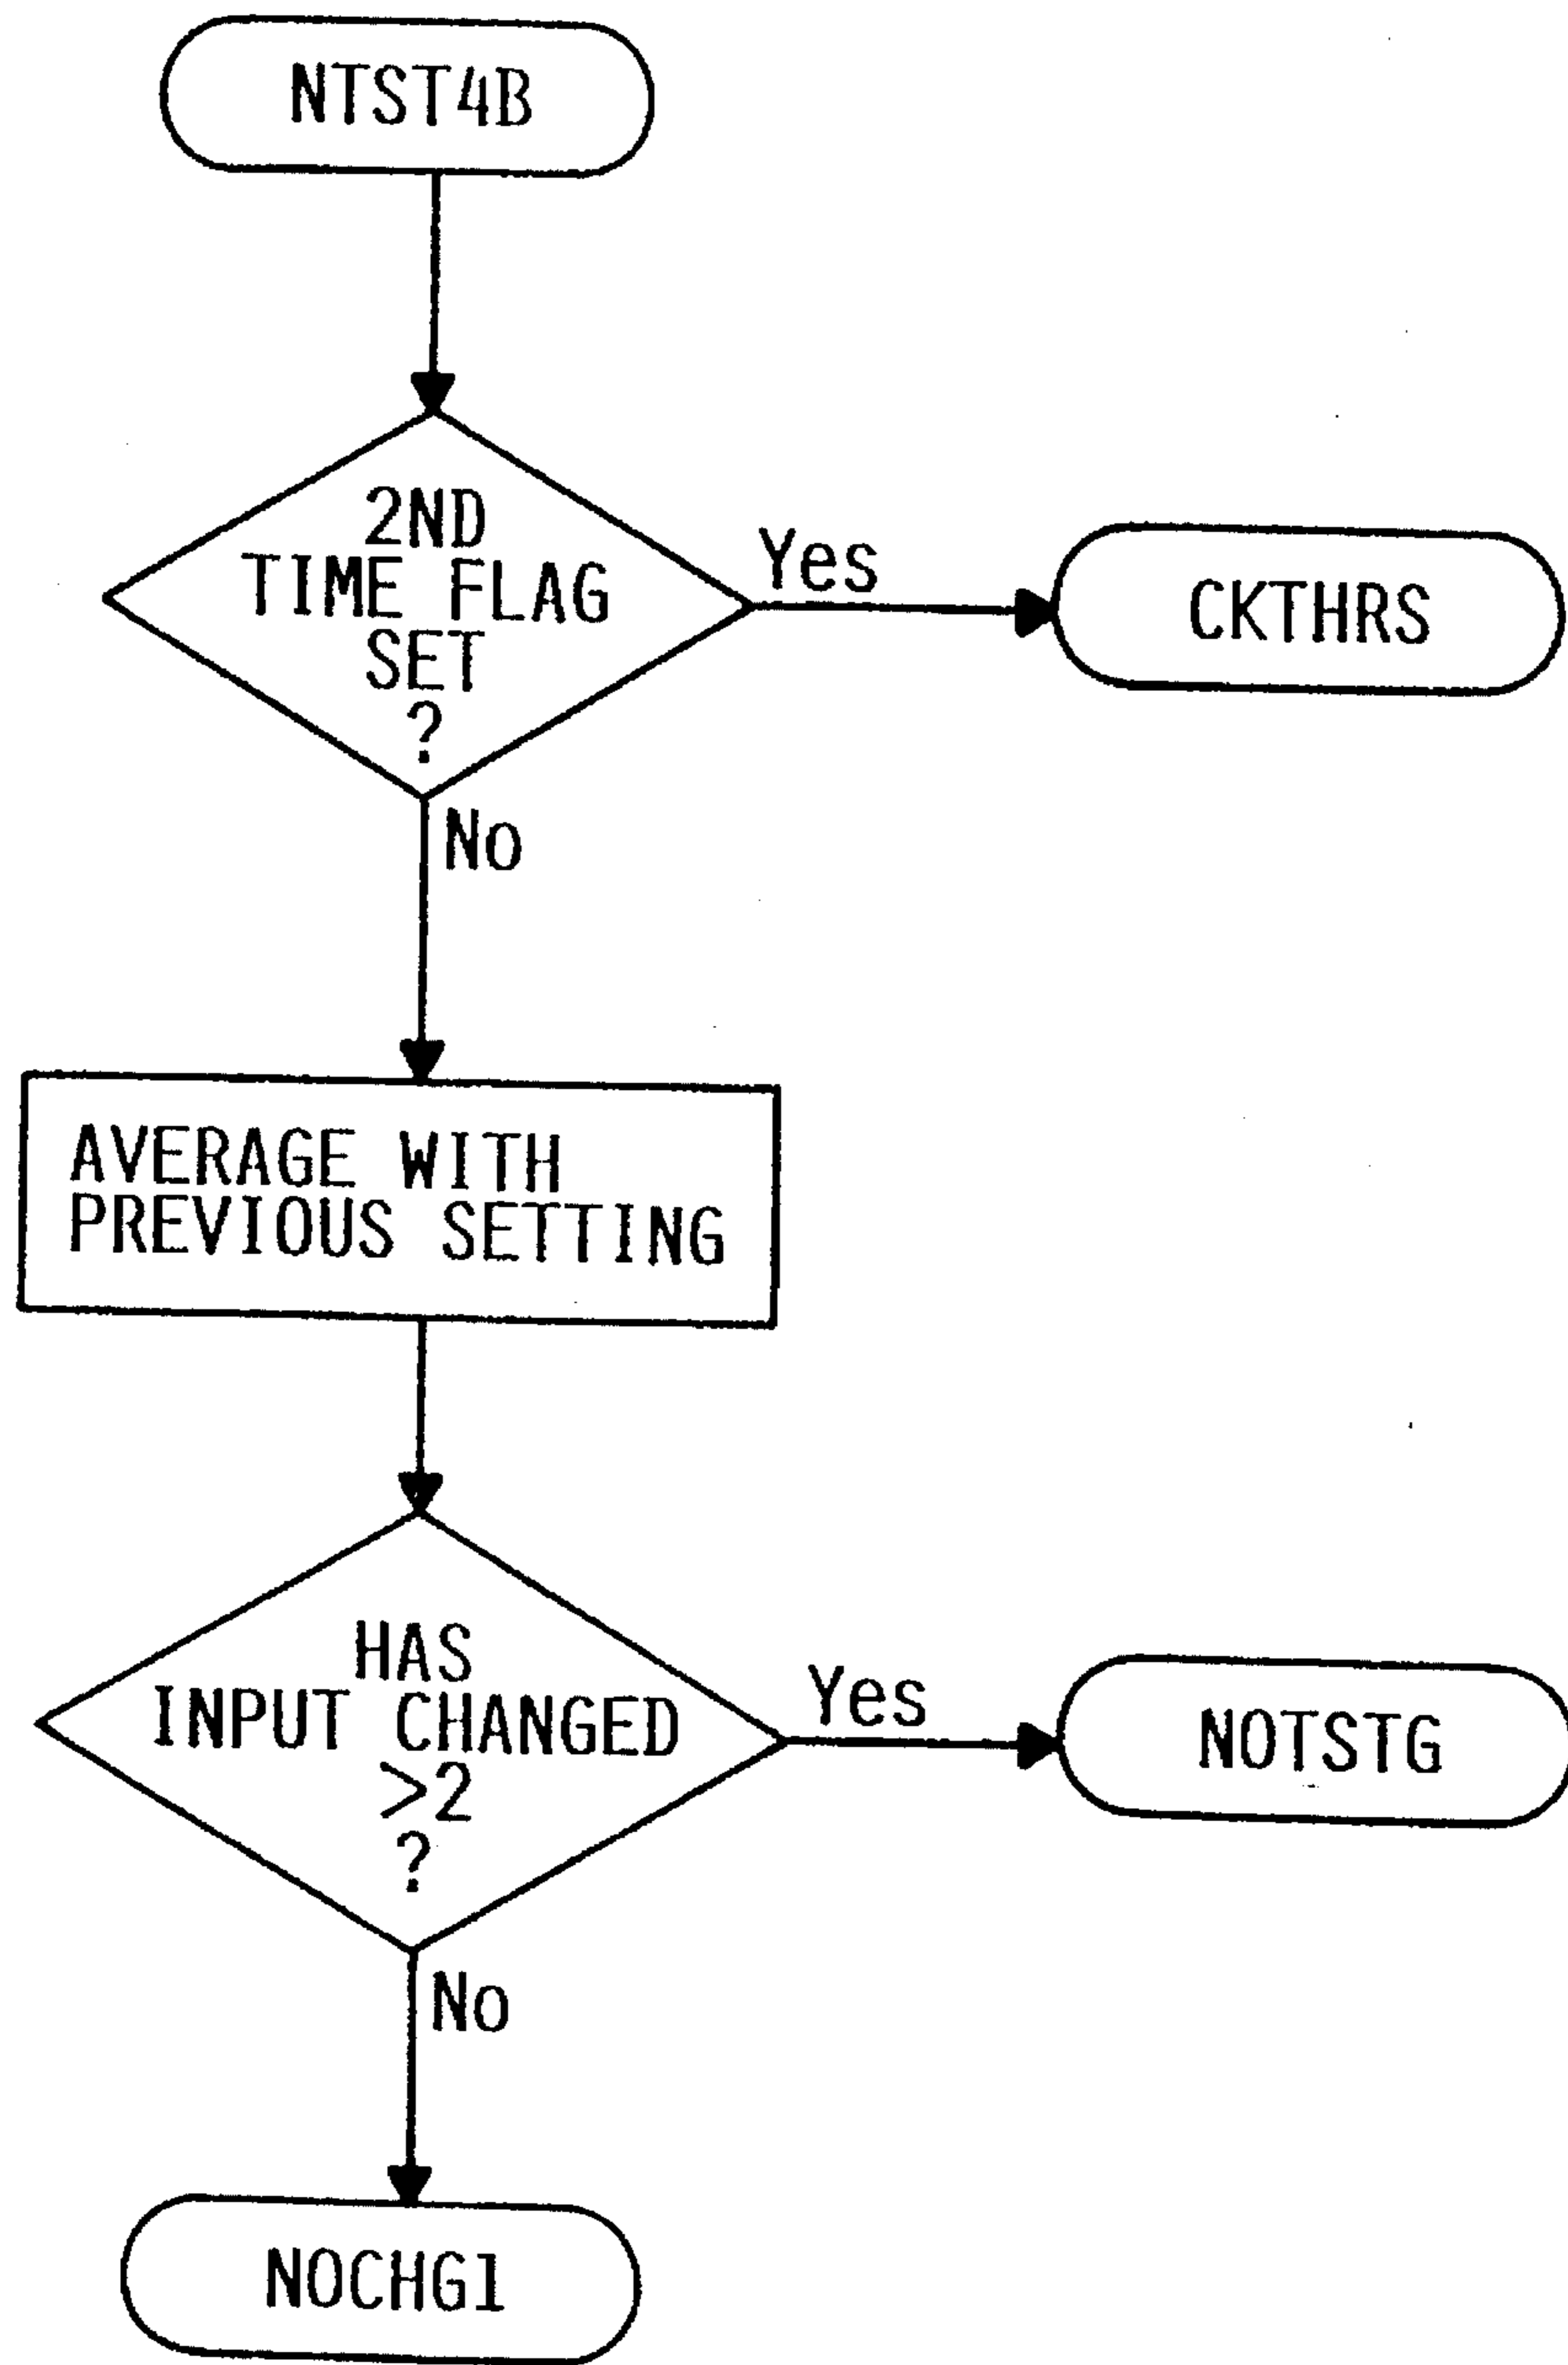 NTST4B
2ND
TIME FLAG
SET
?
Yes
CKTHRS
No
AVERAGE WITH
PREVIOUS SETTING
HAS
INPUT CHANGED
>2
?
Yes
NOTSTG
No
NOCHG1